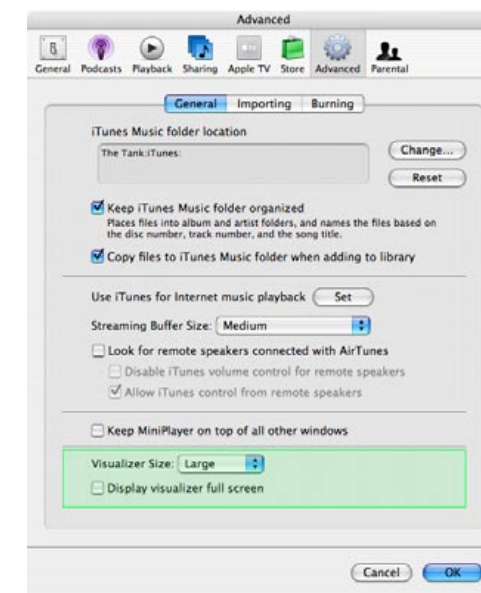 Advanced
General Podcasts Playback Sharing Apple TV Store Advanced Parental
General Importing Burning
iTunes Music folder location
The Tank:iTunes:
Change...
Reset
Keep iTunes Music folder organized
Places files into album and artist folders, and names the files based on
the disc number, track number, and the song title.
Copy files to iTunes Music folder when adding to library
Use iTunes for Internet music playback Set
Streaming Buffer Size: Medium
Look for remote speakers connected with AirTunes
Disable iTunes volume control for remote speakers
Allow iTunes control from remote speakers
Keep MiniPlayer on top of all other windows
Visualizer Size: Large
Display visualizer full screen
Cancel OK